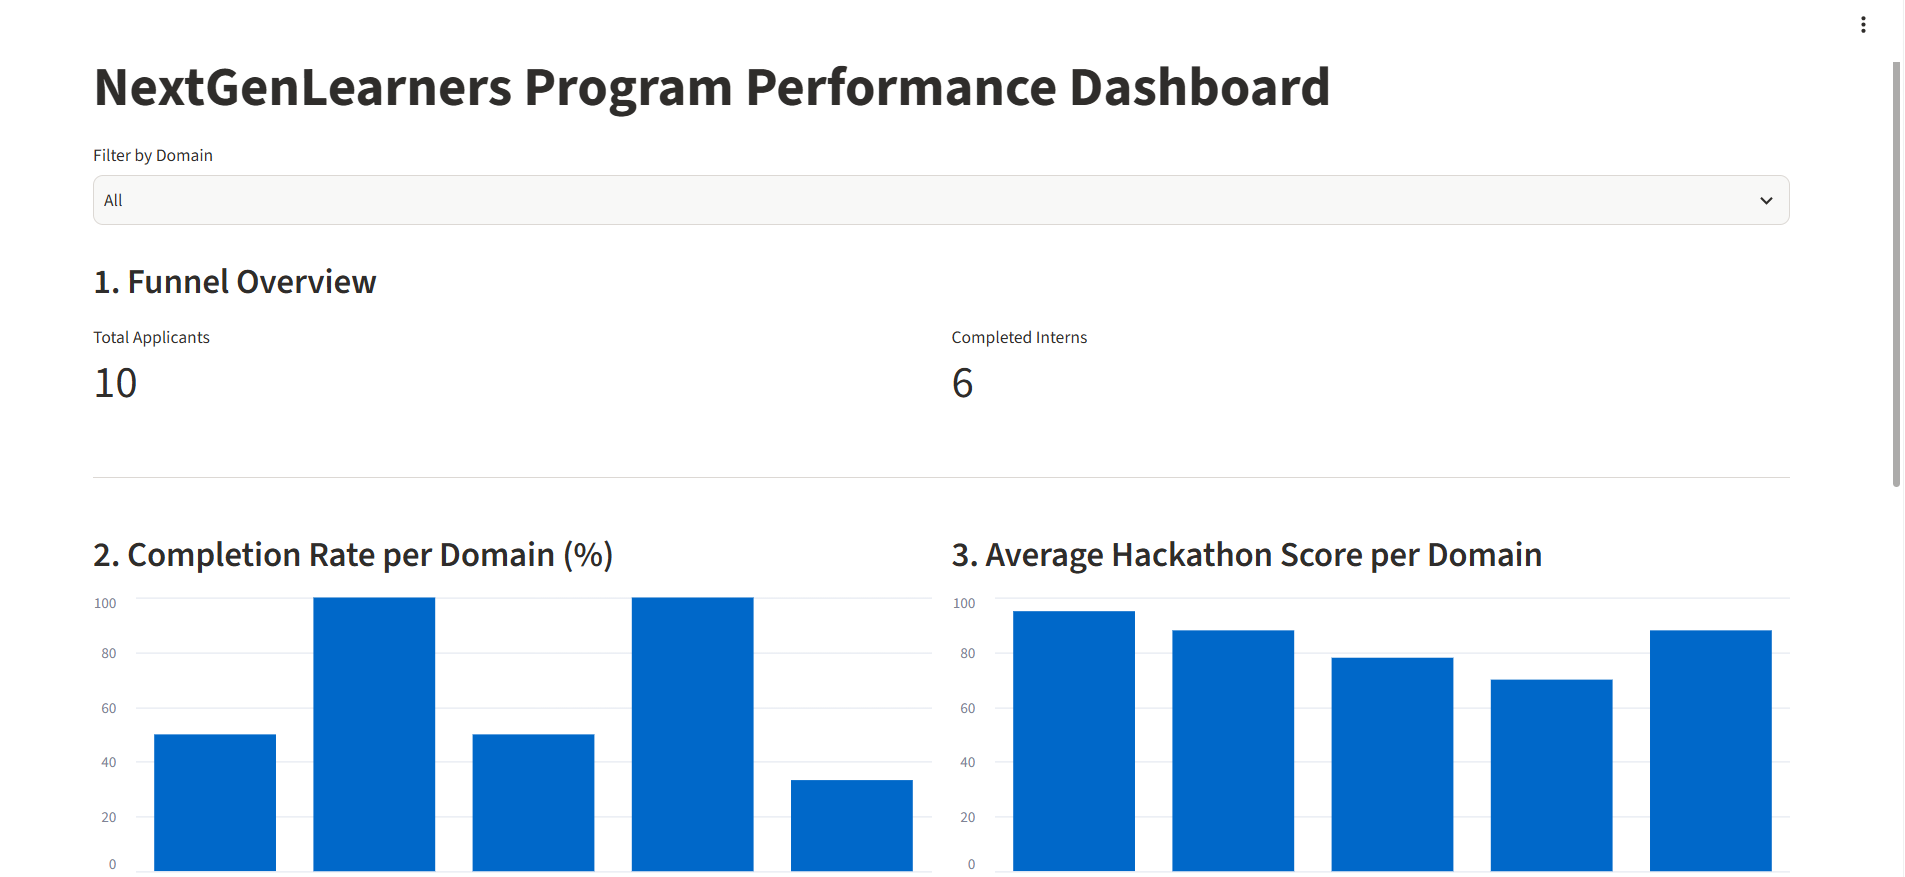 NextGenLearners Program Performance Dashboard
Filter by Domain
All
1. Funnel Overview
Total Applicants
10
Completed Interns
6
2. Completion Rate per Domain (%)
100
80
60
40
20
0
3. Average Hackathon Score per Domain
100
80
60
40
20
0